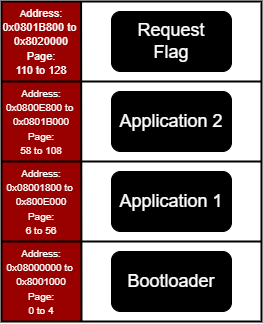 Address:
0x0801B800 to
0x8020000
Page:
110 to 128
Request
Flag
Address:
0x0800E800 to
0x0801B000
Page:
58 to 108
Application 2
Address:
0x08001800 to
0x800E000
Page:
6 to 56
Application 1
Address:
0x08000000 to
0x8001000
Page:
0 to 4
Bootloader